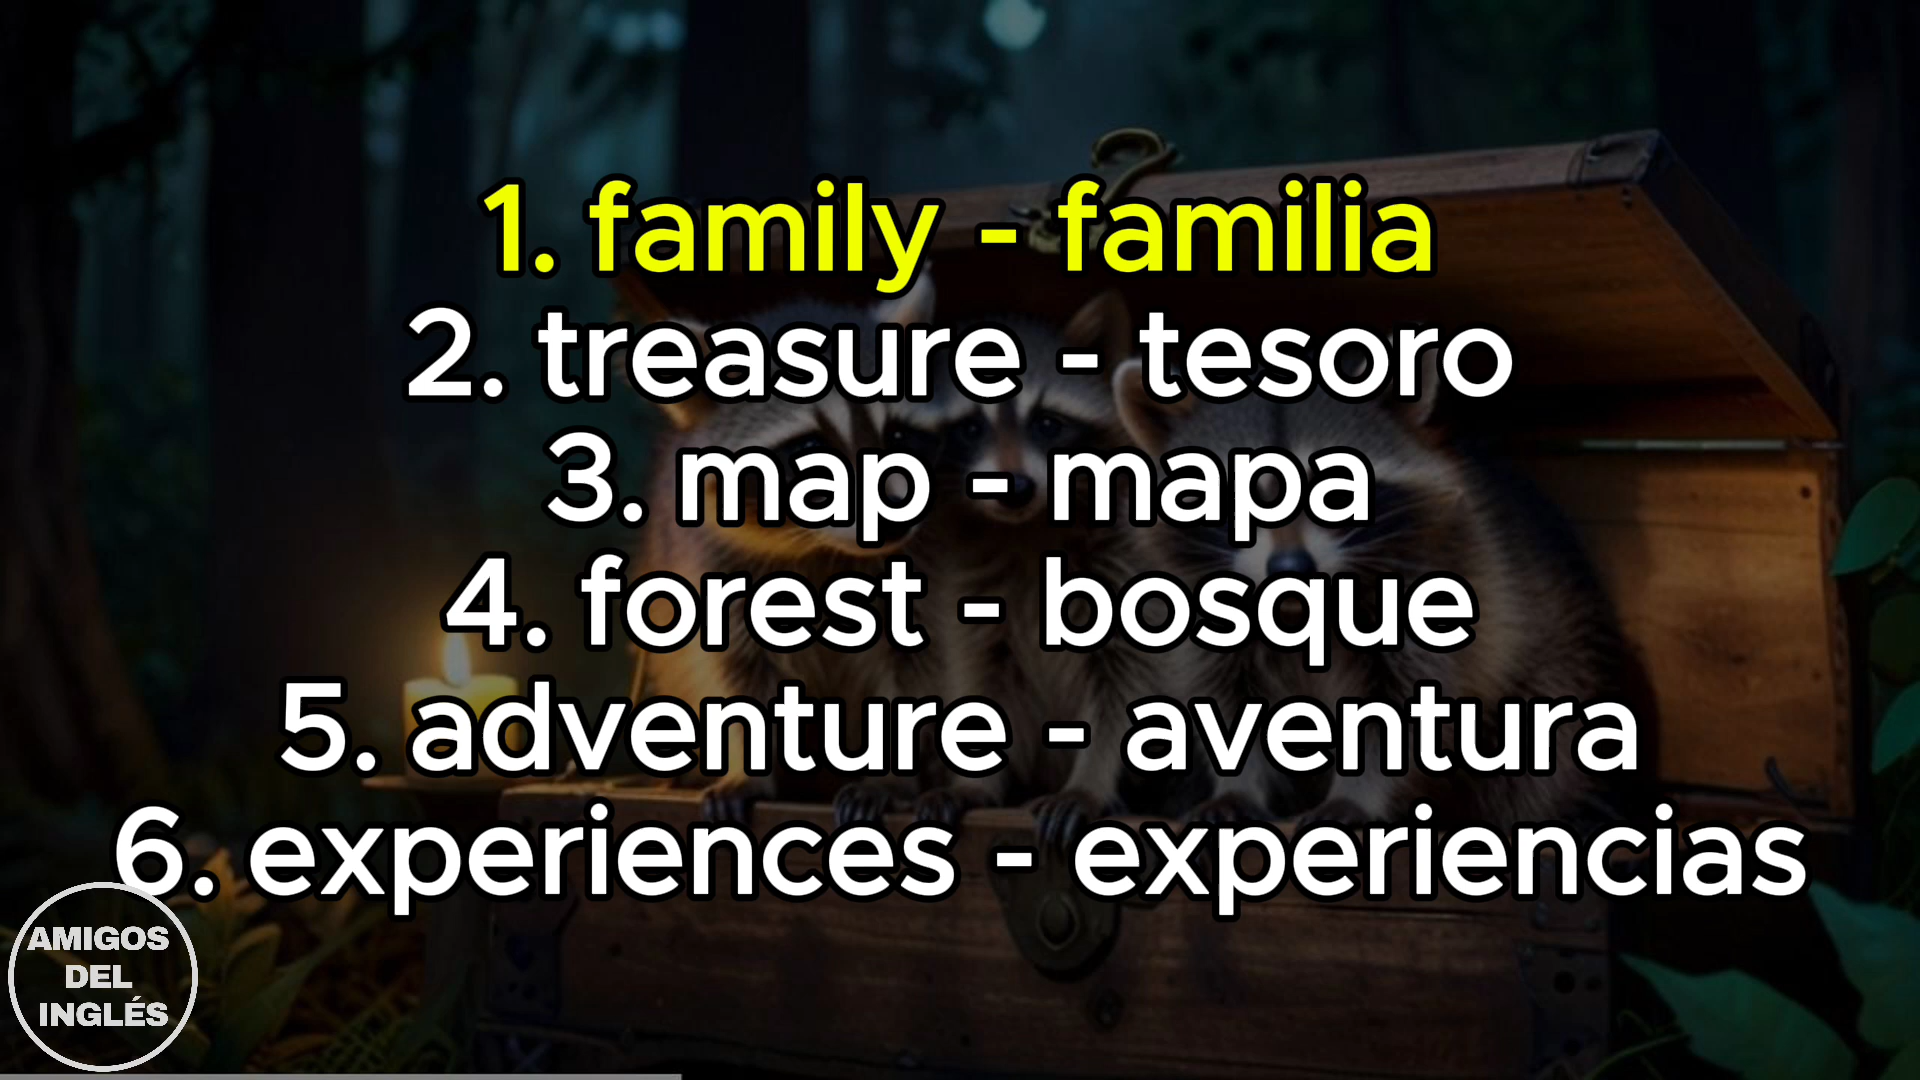 1. family - familia
2. treasure - tesoro
3. map - mapa
4. forest - bosque
5. adventure - aventura
6. experiences - experiencias
AMIGOS
DEL
INGLÉS